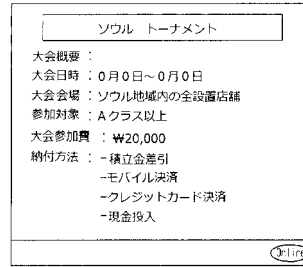 ソウル トーナメント
大会概要 :
大会日時 : 0月0日～0月0日
大会会場 : ソウル地域内の全設置店舗
参加対象 : Aクラス以上
大会参加費 : ₩20,000
納付方法 : -積立金差引
-モバイル決済
-クレジットカード決済
-現金投入
Online